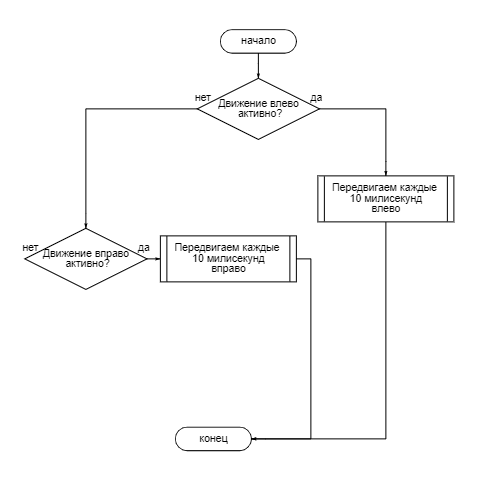 начало
нет
да
Движение влево
активно?
Передвигаем каждые
10 милисекунд
влево
нет
да
Движение вправо
активно?
Передвигаем каждые
10 милисекунд
вправо
конец